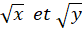 √x et √y